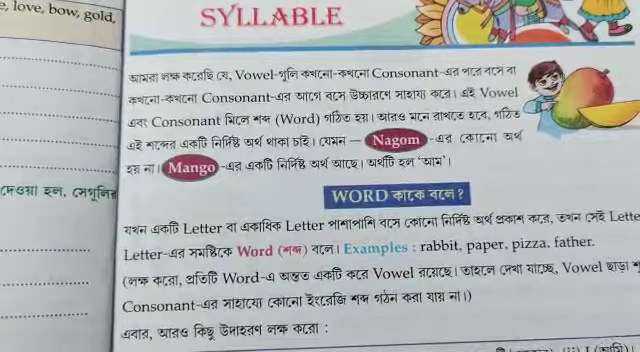 e, love, bow, gold,
SYLLABLE
আমরা লক্ষ করেছি যে, Vowel-গুলি কখনো-কখনো Consonant-এর পরে বসে বা
কখনো-কখনো Consonant-এর আগে বসে উচ্চারণে সাহায্য করে। এই Vowel
এবং Consonant মিলে শব্দ (Word) গঠিত হয়। আরও মনে রাখতে হবে, গঠিত
এই শব্দের একটি নির্দিষ্ট অর্থ থাকা চাই। যেমন — Nagom -এর কোনো অর্থ
হয় না। Mango -এর একটি নির্দিষ্ট অর্থ আছে। অর্থটি হল ‘আম’।
দেওয়া হল, সেগুলির
WORD কাকে বলে?
যখন একটি Letter বা একাধিক Letter পাশাপাশি বসে কোনো নির্দিষ্ট অর্থ প্রকাশ করে, তখন সেই Lette
Letter-এর সমষ্টিকে Word (শব্দ) বলে। Examples : rabbit, paper, pizza, father.
(লক্ষ করো, প্রতিটি Word-এ অন্তত একটি করে Vowel রয়েছে। তাহলে দেখা যাচ্ছে, Vowel ছাড়া
Consonant-এর সাহায্যে কোনো ইংরেজি শব্দ গঠন করা যায় না।)
এবার, আরও কিছু উদাহরণ লক্ষ করো :
iii) I (আমি)।